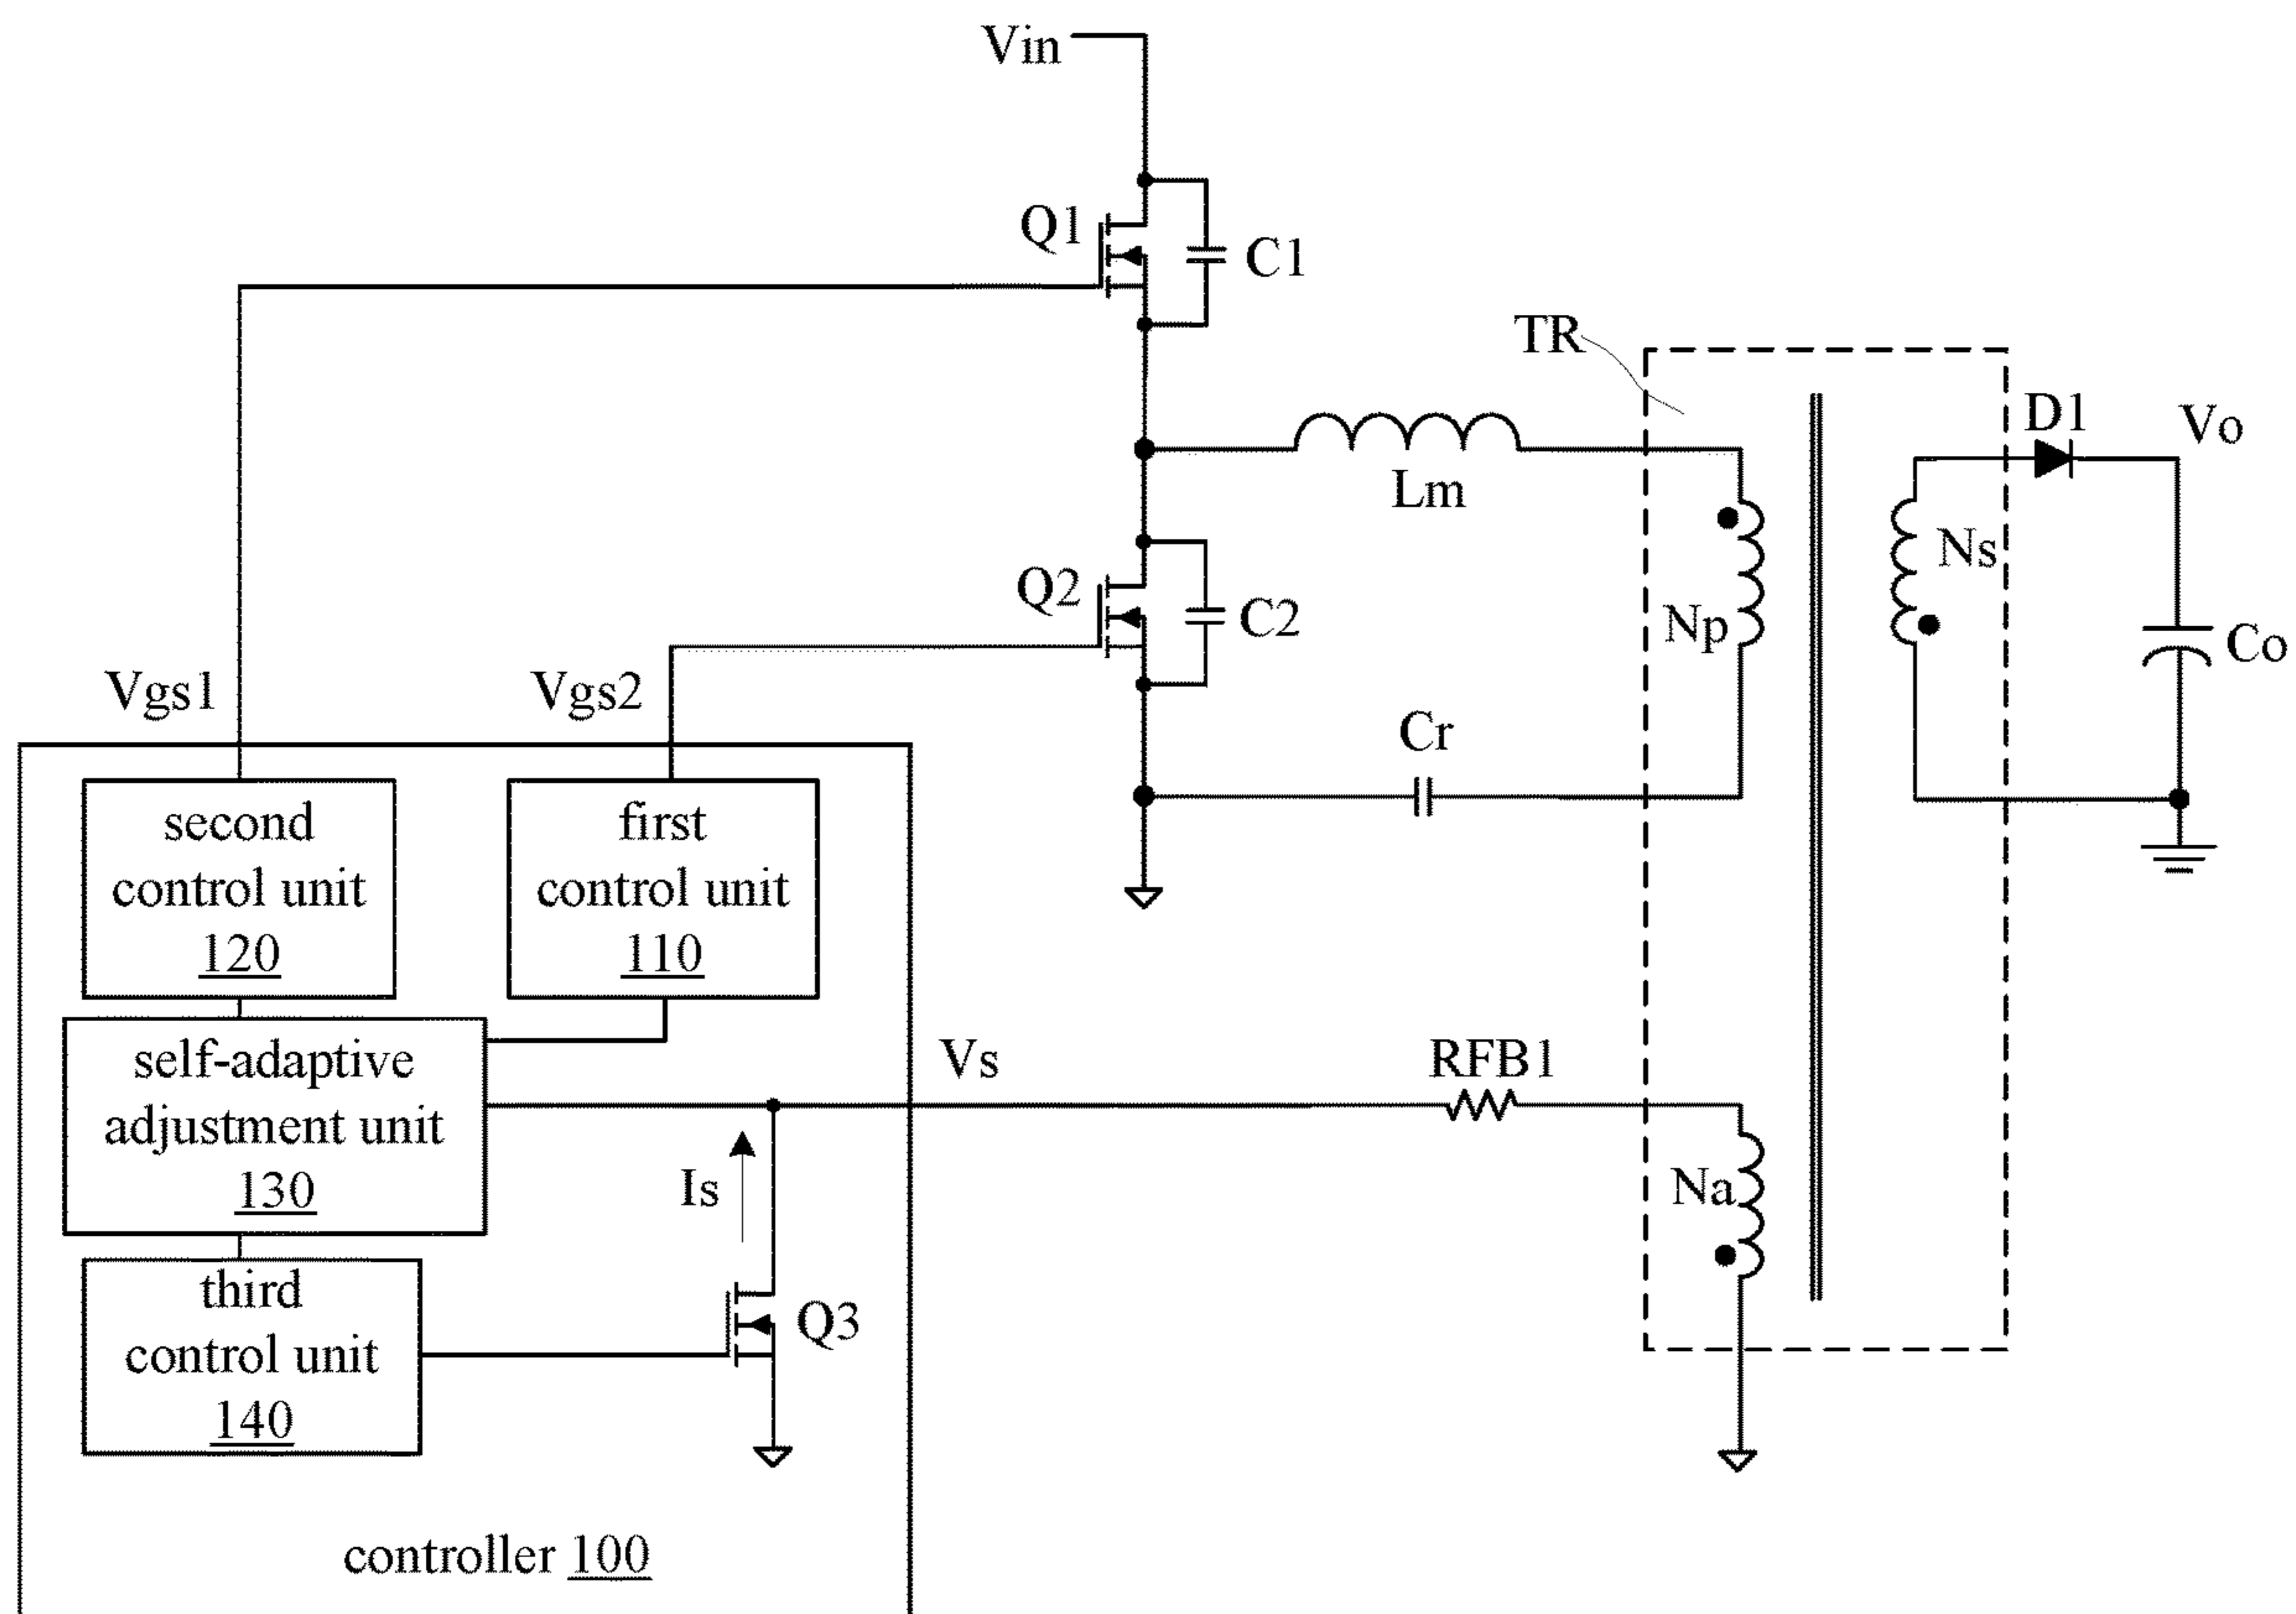 Vin
Q1
C1
TR
D1
Vo
Lm
Ns
Q2
C2
Np
Co
Vgs1
Vgs2
Cr
second
control unit
120
first
control unit
110
self-adaptive
adjustment unit
130
Vs
RFB1
Is
Na
third
control unit
140
Q3
controller 100